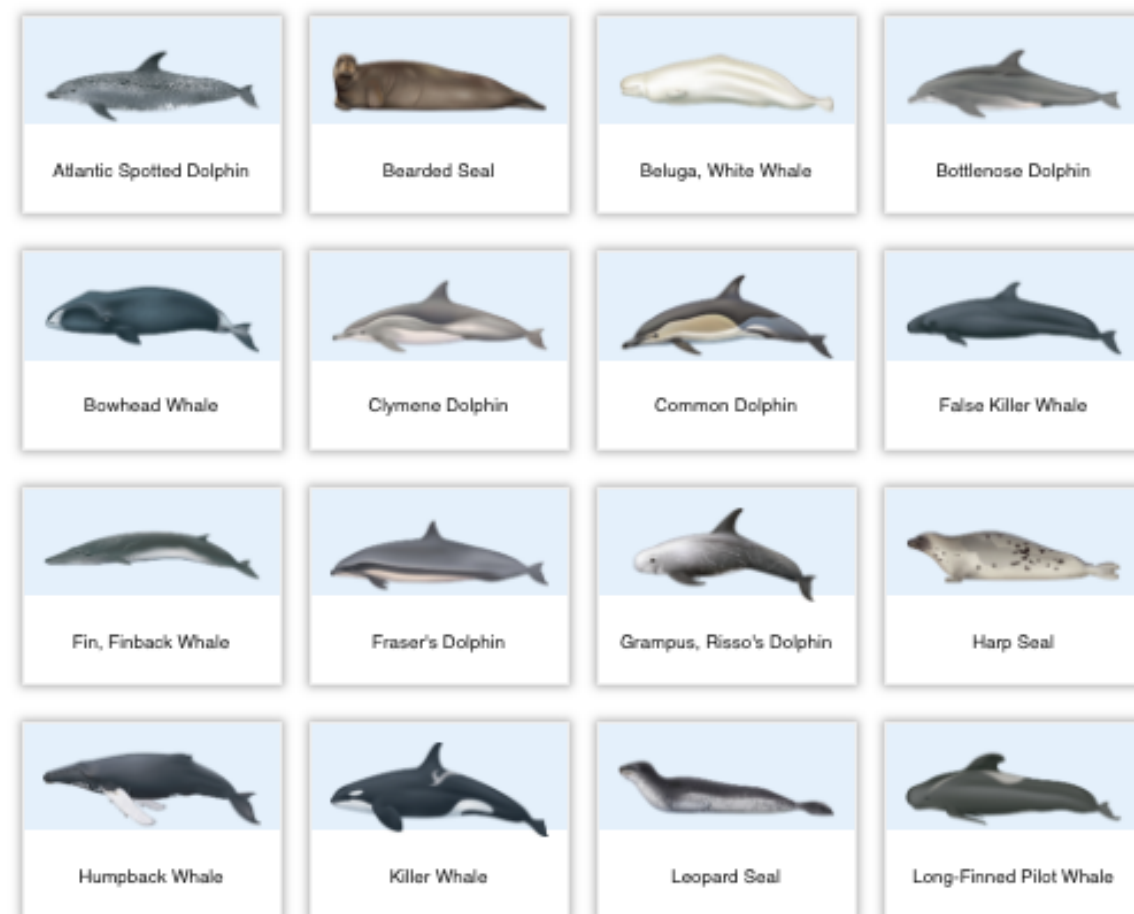 Atlantic Spotted Dolphin
Bearded Seal
Beluga, White Whale
Bottlenose Dolphin
Bowhead Whale
Clymene Dolphin
Common Dolphin
False Killer Whale
Fin, Finback Whale
Fraser's Dolphin
Grampus, Risso's Dolphin
Harp Seal
Humpback Whale
Killer Whale
Leopard Seal
Long-Finned Pilot Whale